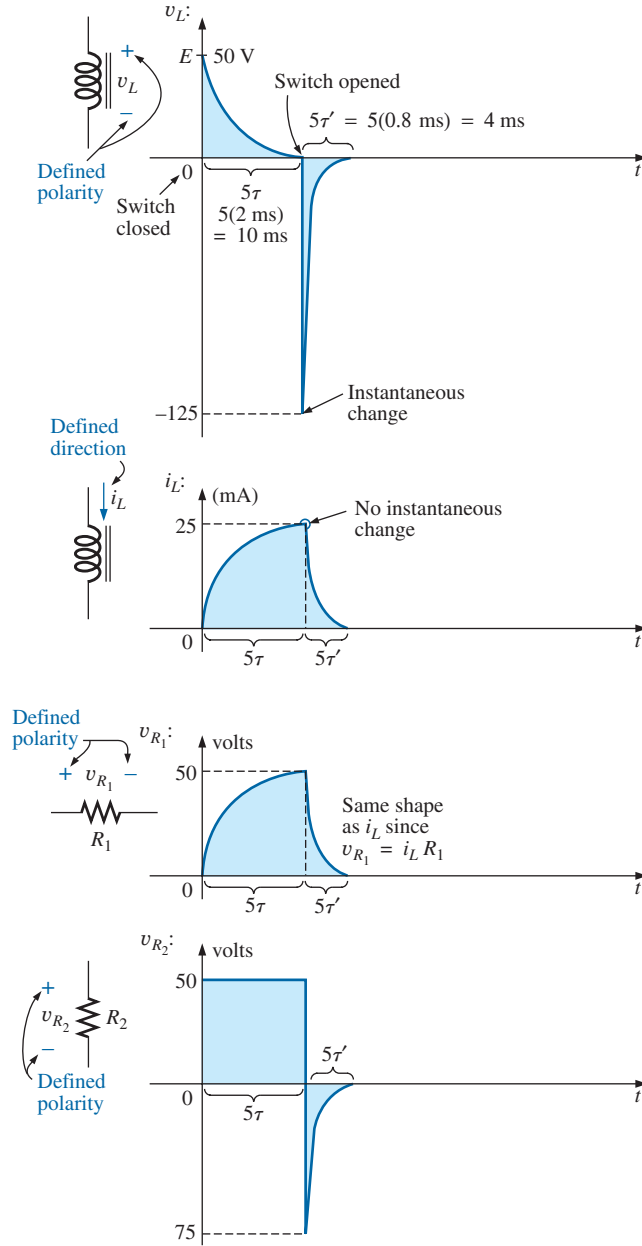 v_L:
+
v_L
−
Defined
polarity
E
50 V
Switch opened
5τ′ = 5(0.8 ms) = 4 ms
0
t
Switch
closed
5τ
5(2 ms)
= 10 ms
−125
Instantaneous
change
Defined
direction
i_L
i_L:
(mA)
25
No instantaneous
change
0
5τ
5τ′
t
Defined
polarity
+ v_R1 −
R1
v_R1:
volts
50
Same shape
as i_L since
v_R1 = i_L R1
0
5τ
5τ′
t
v_R2:
volts
50
+
v_R2
R2
−
Defined
polarity
5τ′
0
5τ
t
75